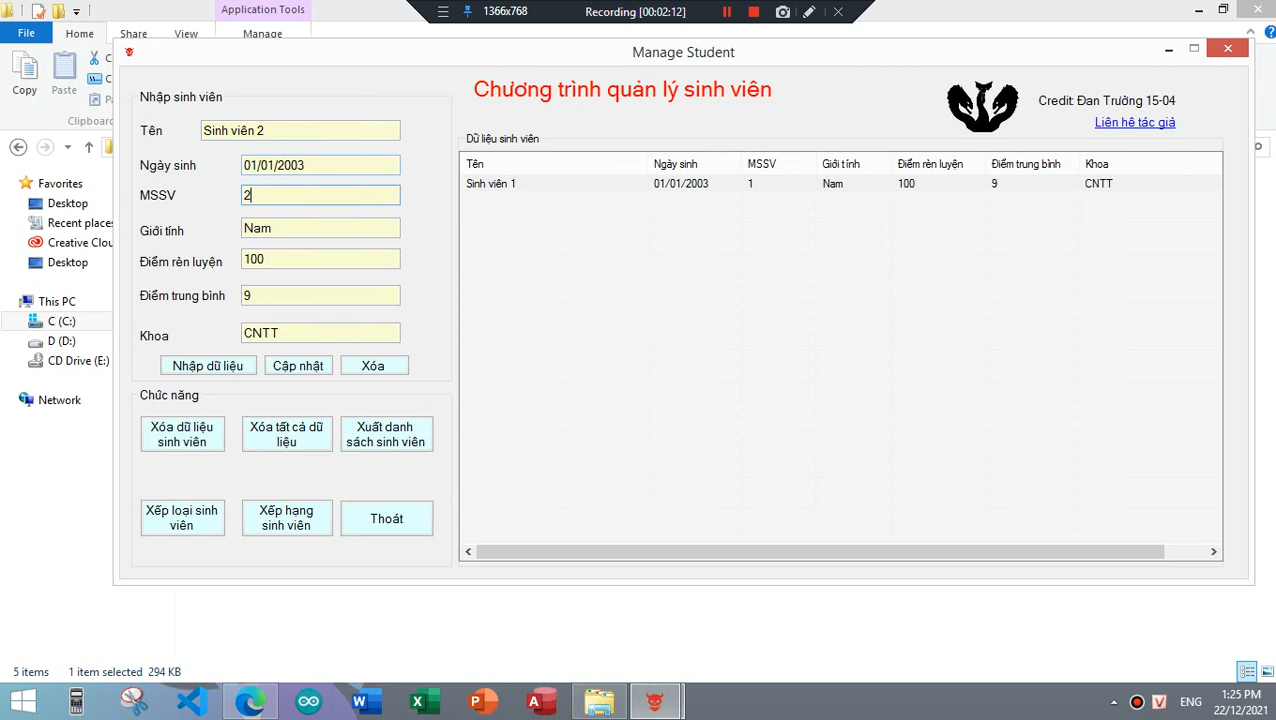 Application Tools
1366x768
Recording [00:02:12]
File
Home
Share
View
Manage
Copy
Paste
Clipboard
Favorites
Desktop
Recent places
Creative Clou
Desktop
This PC
C (C:)
D (D:)
CD Drive (E:)
Network
Manage Student
Chương trình quản lý sinh viên
Credit: Đan Trường 15-04
Liên hê tác giả
Nhập sinh viên
Tên
Sinh viên 2
Ngày sinh
01/01/2003
MSSV
2
Giới tính
Nam
Điểm rèn luyện
100
Điểm trung bình
9
Khoa
CNTT
Nhập dữ liệu
Cập nhật
Xóa
Chức năng
Xóa dữ liệu
sinh viên
Xóa tất cả dữ
liệu
Xuất danh
sách sinh viên
Xếp loại sinh
viên
Xếp hạng
sinh viên
Thoát
Dữ liệu sinh viên
Tên Ngày sinh MSSV Giới tính Điểm rèn luyện Điểm trung bình Khoa
Sinh viên 1 01/01/2003 1 Nam 100 9 CNTT
5 items 1 item selected 294 KB
ENG
1:25 PM
22/12/2021